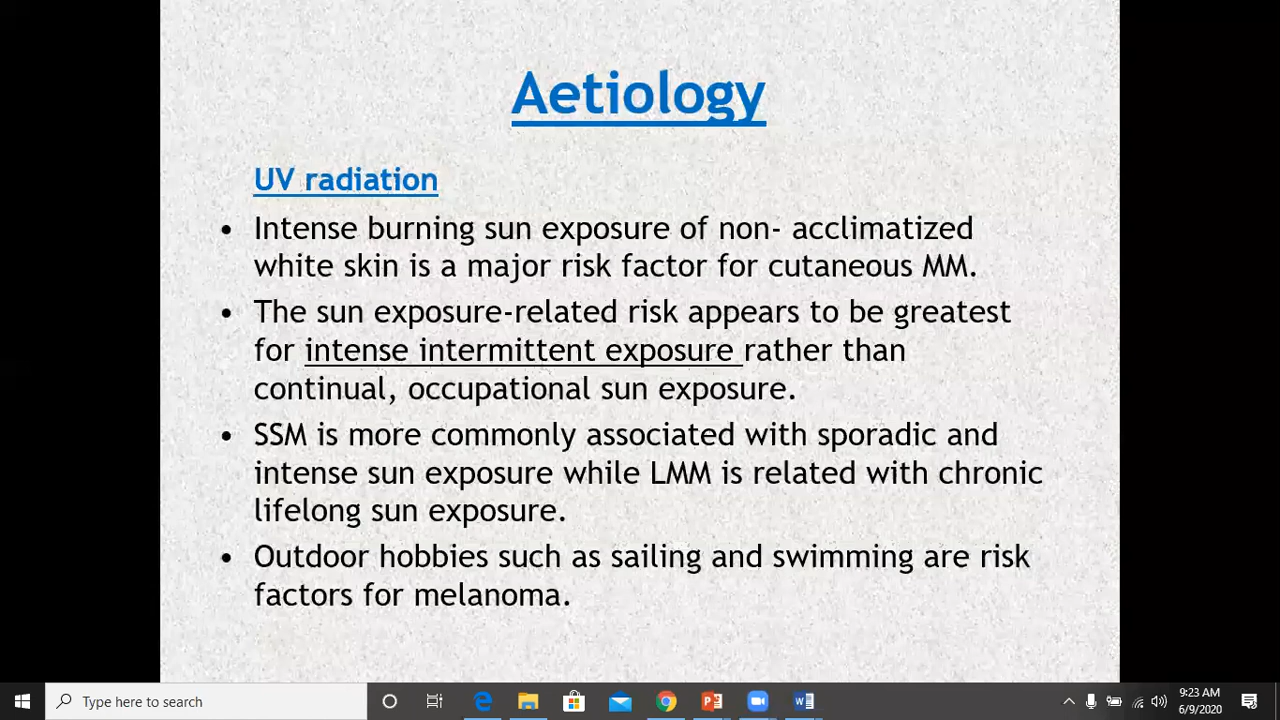 Aetiology
UV radiation
• Intense burning sun exposure of non- acclimatized
white skin is a major risk factor for cutaneous MM.
• The sun exposure-related risk appears to be greatest
for intense intermittent exposure rather than
continual, occupational sun exposure.
• SSM is more commonly associated with sporadic and
intense sun exposure while LMM is related with chronic
lifelong sun exposure.
• Outdoor hobbies such as sailing and swimming are risk
factors for melanoma.
Type here to search
9:23 AM
6/9/2020